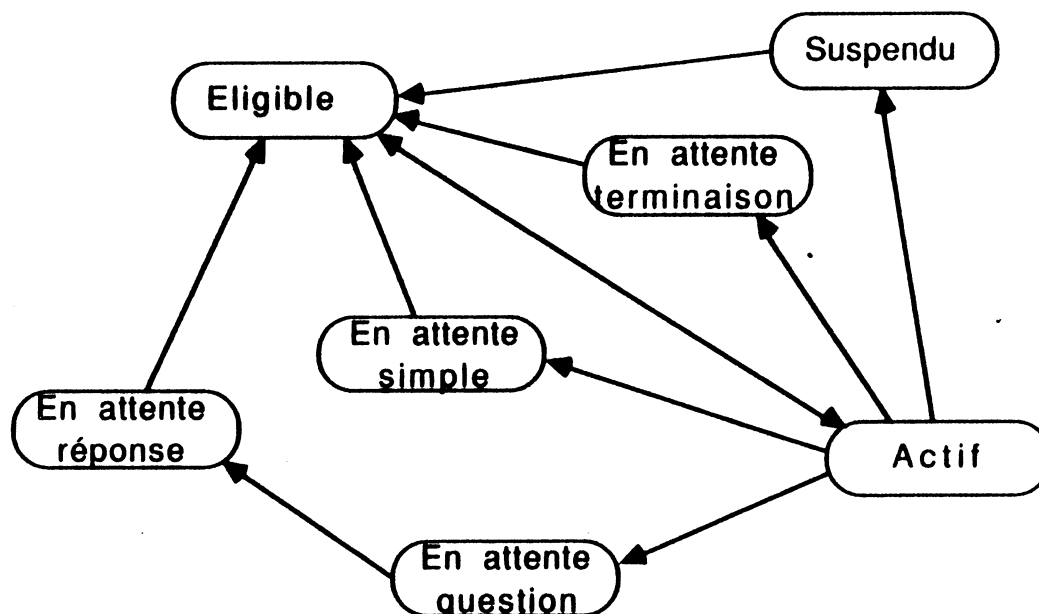 Suspendu
Eligible
En attente
terminaison
En attente
simple
En attente
réponse
Actif
En attente
question